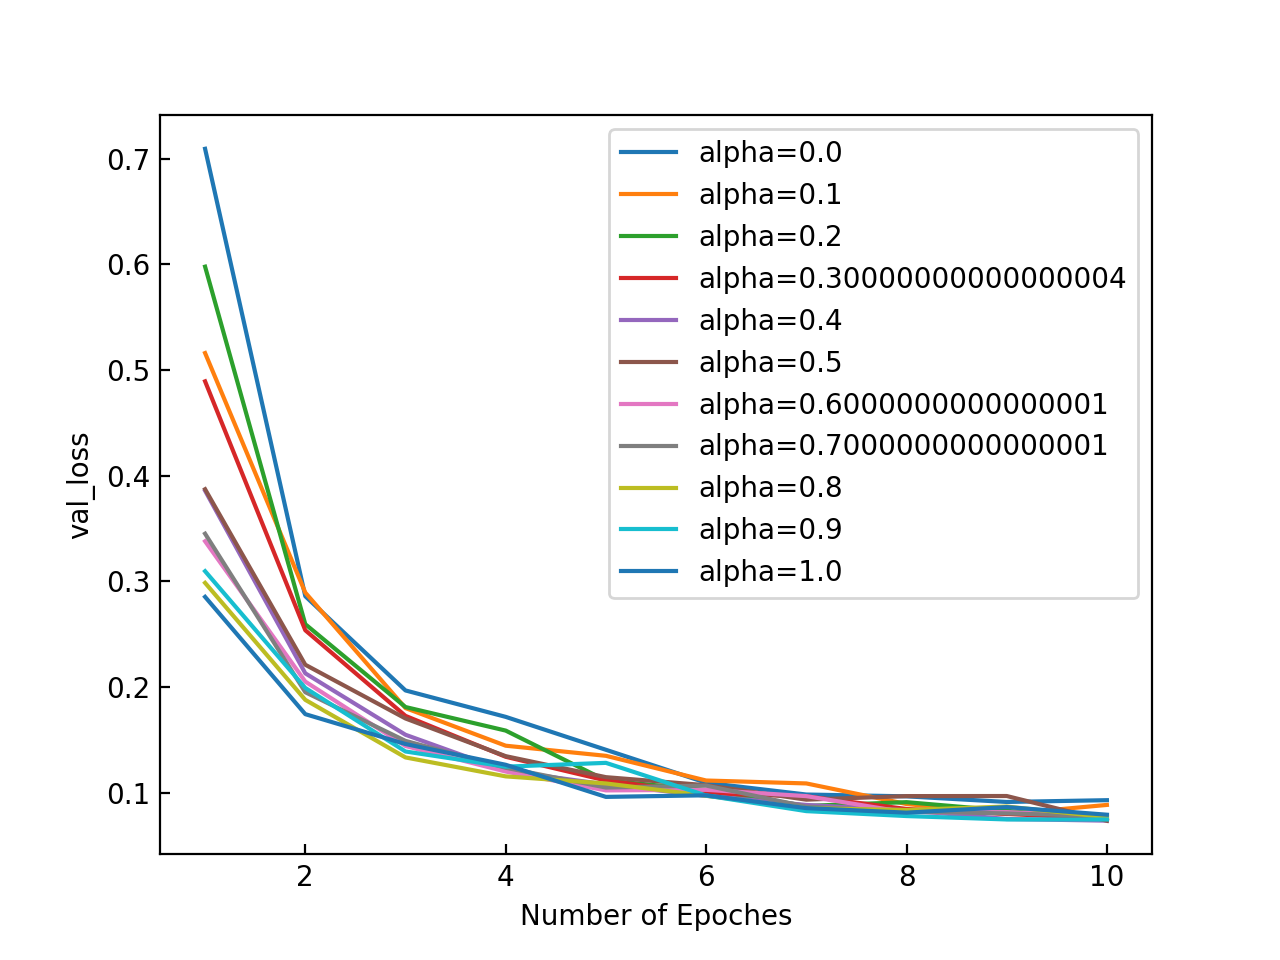 0.7
0.6
0.5
0.4
0.3
0.2
0.1
val_loss
alpha=0.0
alpha=0.1
alpha=0.2
alpha=0.30000000000000004
alpha=0.4
alpha=0.5
alpha=0.6000000000000001
alpha=0.7000000000000001
alpha=0.8
alpha=0.9
alpha=1.0
2 4 6 8 10
Number of Epoches